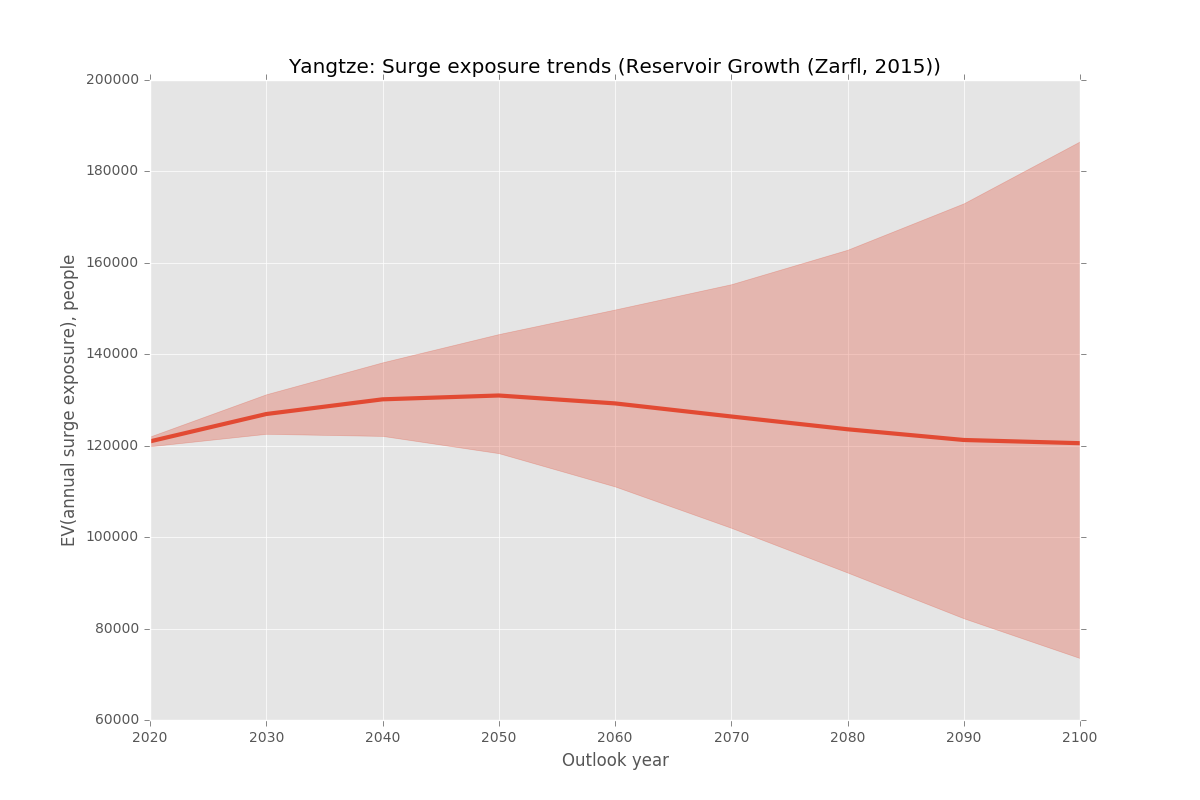 Yangtze: Surge exposure trends (Reservoir Growth (Zarfl, 2015))
200000
180000
160000
140000
120000
100000
80000
60000
EV(annual surge exposure), people
2020 2030 2040 2050 2060 2070 2080 2090 2100
Outlook year